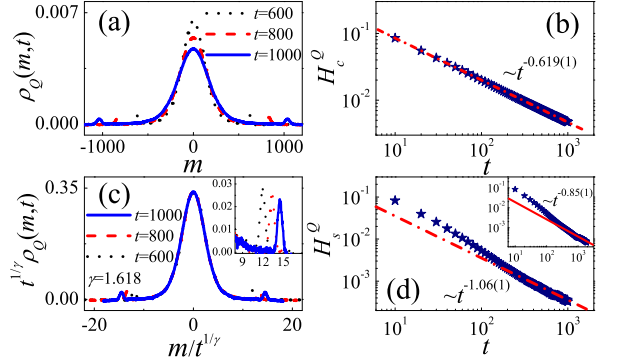 0.007
(a)
t=600
t=800
t=1000
ρ_Q(m,t)
0.000
-1000 0 1000
m
(b)
10^-1
10^-2
H_c^Q
~t^-0.619(1)
10^1 10^2 10^3
t
0.35
(c)
t=1000
t=800
t=600
γ=1.618
t^1/γ ρ_Q(m,t)
0.00
0.03
0.02
0.01
0.00
9 12 15
-20 -10 0 10 20
m/t^1/γ
10^-1
10^-2
10^-3
H_s^Q
(d)
~t^-1.06(1)
10^-1
10^-2
10^-3
~t^-0.85(1)
10^1 10^2 10^3
10^1 10^2 10^3
t